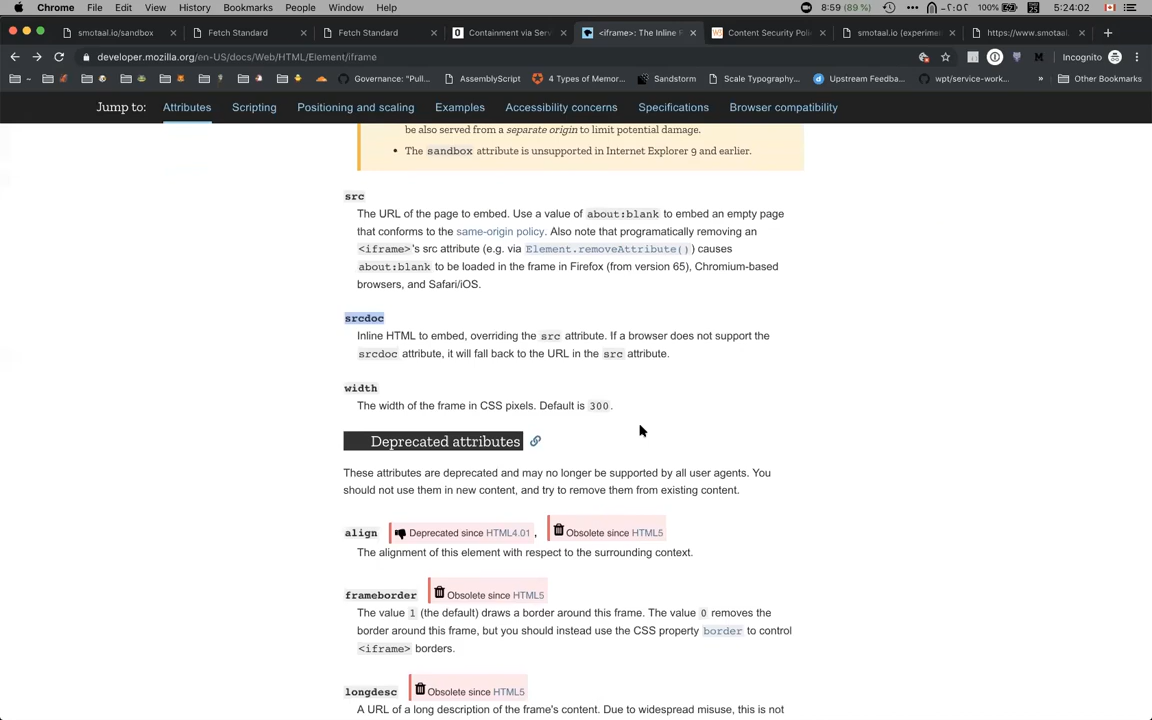 Chrome File Edit View History Bookmarks People Window Help 8:59 (89%) 100% 5:24:02
smotaal.io/sandbox Fetch Standard Fetch Standard Containment via Serv <iframe>: The Inline F Content Security Poli smotaal.io (experimen https://www.smotaal.
developer.mozilla.org/en-US/docs/Web/HTML/Element/iframe Incognito
Governance: "Pull... AssemblyScript 4 Types of Memor... Sandstorm Scale Typography... Upstream Feedba... wpt/service-work... » Other Bookmarks
Jump to: Attributes Scripting Positioning and scaling Examples Accessibility concerns Specifications Browser compatibility
be also served from a separate origin to limit potential damage.
• The sandbox attribute is unsupported in Internet Explorer 9 and earlier.
src
The URL of the page to embed. Use a value of about:blank to embed an empty page
that conforms to the same-origin policy. Also note that programatically removing an
<iframe>'s src attribute (e.g. via Element.removeAttribute()) causes
about:blank to be loaded in the frame in Firefox (from version 65), Chromium-based
browsers, and Safari/iOS.
srcdoc
Inline HTML to embed, overriding the src attribute. If a browser does not support the
srcdoc attribute, it will fall back to the URL in the src attribute.
width
The width of the frame in CSS pixels. Default is 300.
Deprecated attributes
These attributes are deprecated and may no longer be supported by all user agents. You
should not use them in new content, and try to remove them from existing content.
align Deprecated since HTML4.01, Obsolete since HTML5
The alignment of this element with respect to the surrounding context.
frameborder Obsolete since HTML5
The value 1 (the default) draws a border around this frame. The value 0 removes the
border around this frame, but you should instead use the CSS property border to control
<iframe> borders.
longdesc Obsolete since HTML5
A URL of a long description of the frame's content. Due to widespread misuse, this is not